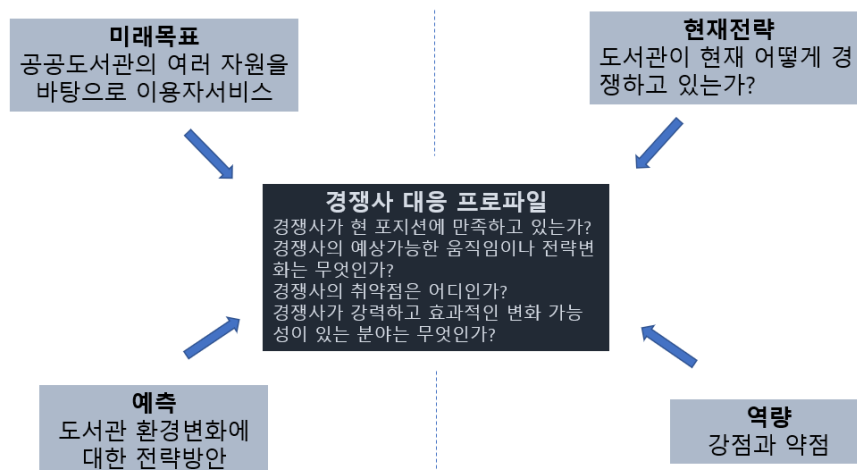 미래목표
공공도서관의 여러 자원을
바탕으로 이용자서비스
현재전략
도서관이 현재 어떻게 경
쟁하고 있는가?
경쟁사 대응 프로파일
경쟁사가 현 포지션에 만족하고 있는가?
경쟁사의 예상가능한 움직임이나 전략변
화는 무엇인가?
경쟁사의 취약점은 어디인가?
경쟁사가 강력하고 효과적인 변화 가능
성이 있는 분야는 무엇인가?
예측
도서관 환경변화에
대한 전략방안
역량
강점과 약점